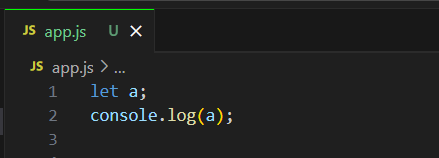 JS app.js U ×
JS app.js > ...
1 let a;
2 console.log(a);
3